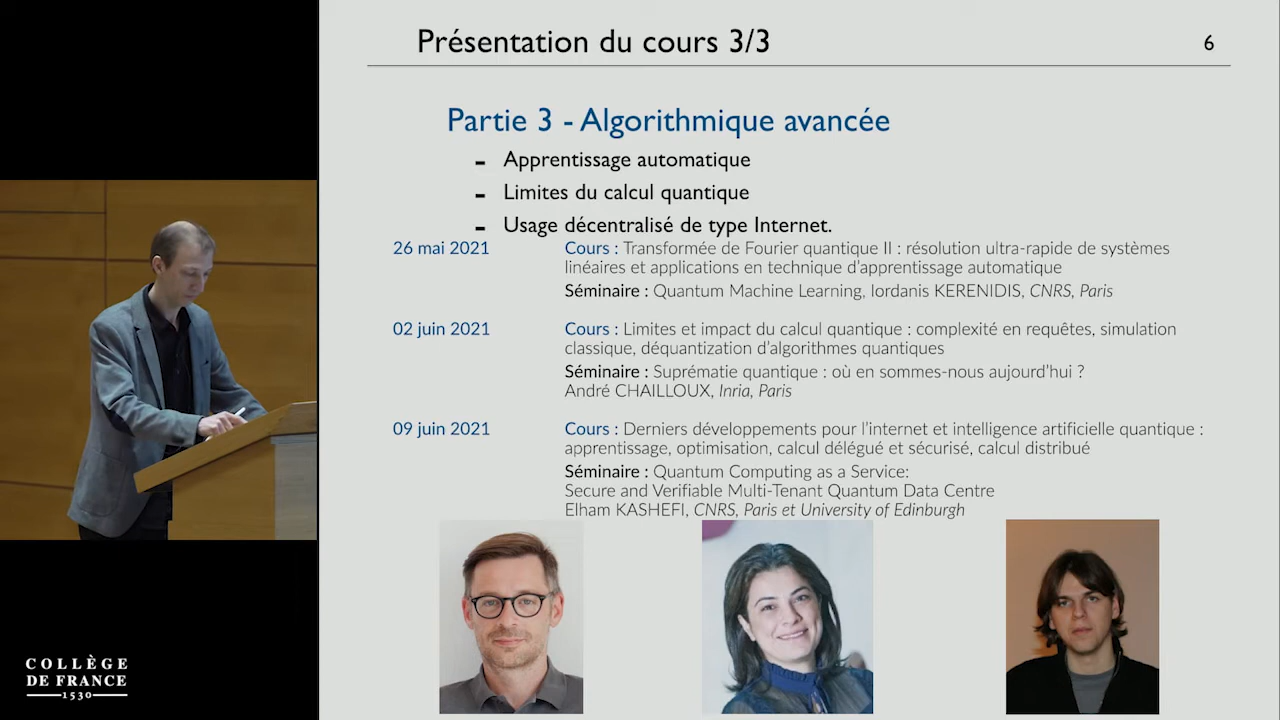 Présentation du cours 3/3
6
Partie 3 - Algorithmique avancée
- Apprentissage automatique
- Limites du calcul quantique
- Usage décentralisé de type Internet.
26 mai 2021
Cours : Transformée de Fourier quantique II : résolution ultra-rapide de systèmes
linéaires et applications en technique d'apprentissage automatique
Séminaire : Quantum Machine Learning, Iordanis KERENIDIS, CNRS, Paris
02 juin 2021
Cours : Limites et impact du calcul quantique : complexité en requêtes, simulation
classique, déquantization d'algorithmes quantiques
Séminaire : Suprématie quantique : où en sommes-nous aujourd'hui ?
André CHAILLOUX, Inria, Paris
09 juin 2021
Cours : Derniers développements pour l'internet et intelligence artificielle quantique :
apprentissage, optimisation, calcul délégué et sécurisé, calcul distribué
Séminaire : Quantum Computing as a Service:
Secure and Verifiable Multi-Tenant Quantum Data Centre
Elham KASHEFI, CNRS, Paris et University of Edinburgh
COLLÈGE
DE FRANCE
1530